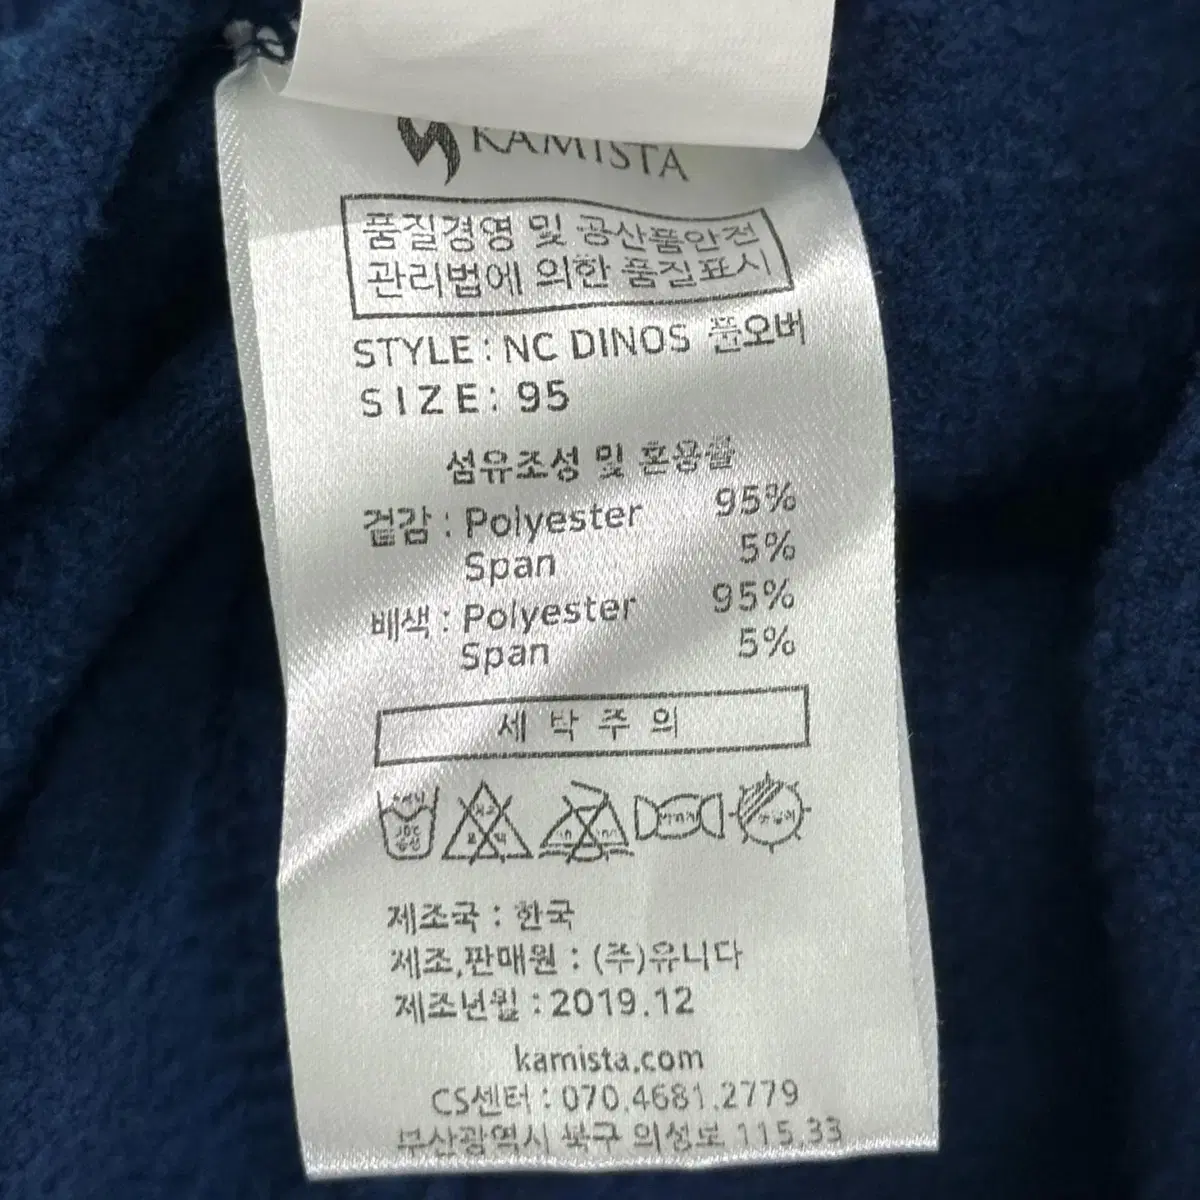 KAMISTA
품질경영 및 공산품안전
관리법에 의한 품질표시
STYLE : NC DINOS 푼오버
SIZE : 95
섬유조성 및 혼용률
겉감 : Polyester 95%
Span 5%
배색 : Polyester 95%
Span 5%
세 탁 주 의
제조국 : 한국
제조,판매원 : (주)유니다
제조년월 : 2019.12
kamista.com
CS센터 : 070.4681.2779
부산광역시 북구 의성로 115.33